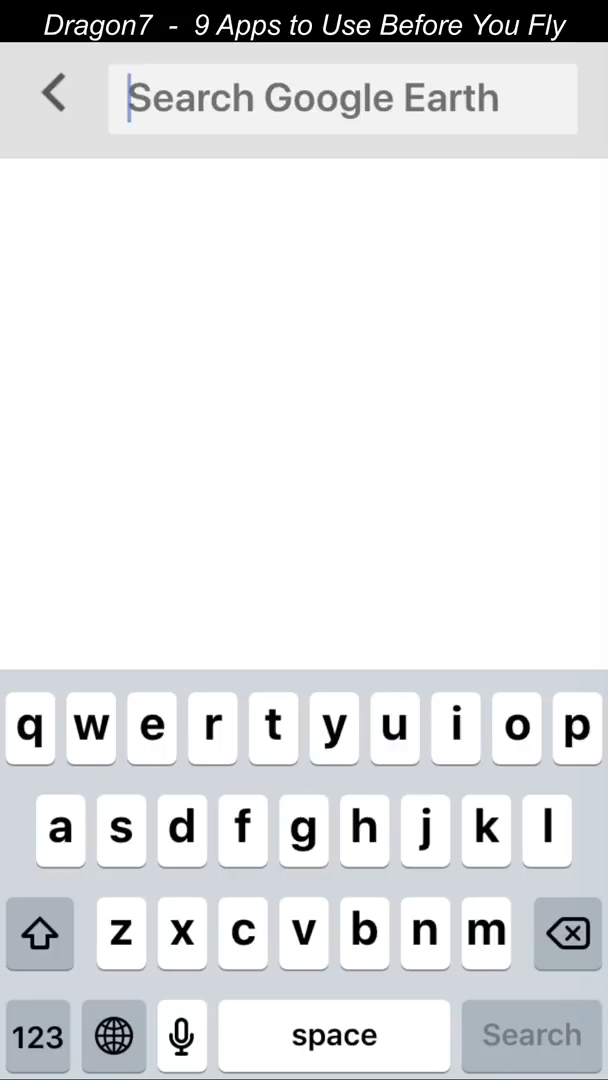 Dragon7 - 9 Apps to Use Before You Fly
Search Google Earth
q w e r t y u i o p
a s d f g h j k l
z x c v b n m
123 space Search